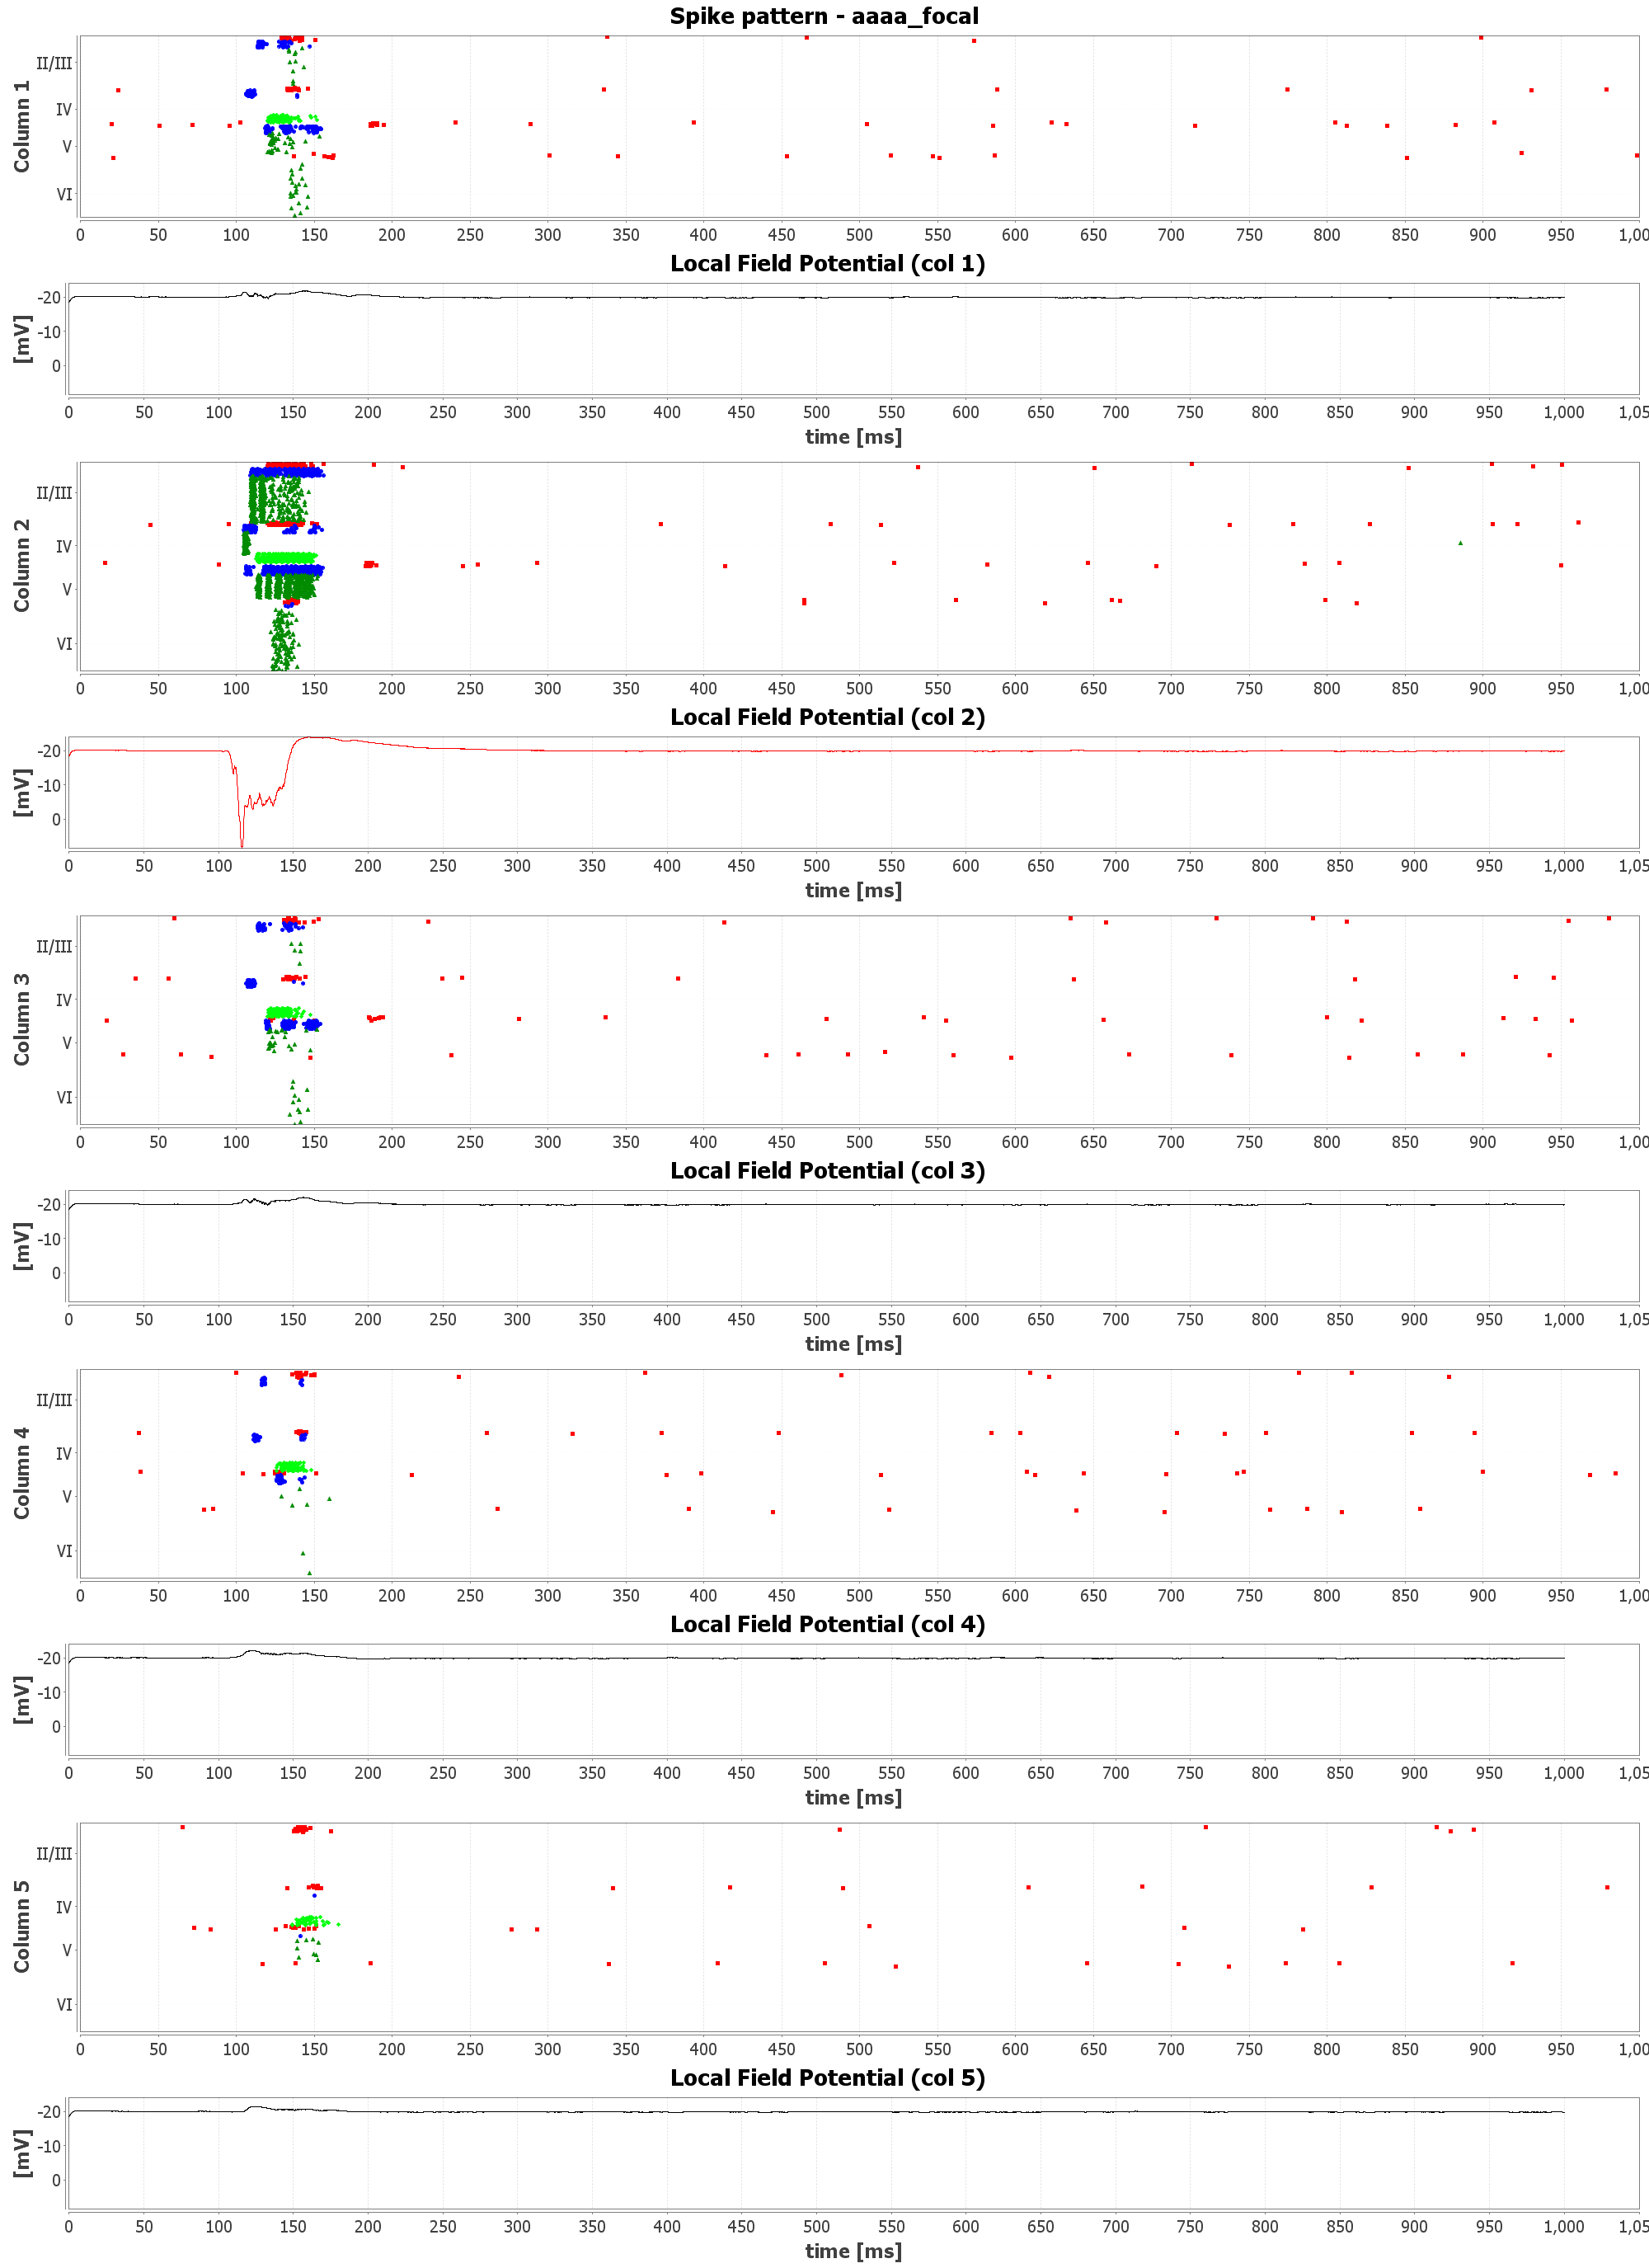 Spike pattern - aaaa_focal
Column 1
II/III
IV
V
VI
0 50 100 150 200 250 300 350 400 450 500 550 600 650 700 750 800 850 900 950 1,00
Local Field Potential (col 1)
[mV]
-20
-10
0
0 50 100 150 200 250 300 350 400 450 500 550 600 650 700 750 800 850 900 950 1,000 1,05
time [ms]
Column 2
II/III
IV
V
VI
0 50 100 150 200 250 300 350 400 450 500 550 600 650 700 750 800 850 900 950 1,00
Local Field Potential (col 2)
[mV]
-20
-10
0
0 50 100 150 200 250 300 350 400 450 500 550 600 650 700 750 800 850 900 950 1,000 1,05
time [ms]
Column 3
II/III
IV
V
VI
0 50 100 150 200 250 300 350 400 450 500 550 600 650 700 750 800 850 900 950 1,00
Local Field Potential (col 3)
[mV]
-20
-10
0
0 50 100 150 200 250 300 350 400 450 500 550 600 650 700 750 800 850 900 950 1,000 1,05
time [ms]
Column 4
II/III
IV
V
VI
0 50 100 150 200 250 300 350 400 450 500 550 600 650 700 750 800 850 900 950 1,00
Local Field Potential (col 4)
[mV]
-20
-10
0
0 50 100 150 200 250 300 350 400 450 500 550 600 650 700 750 800 850 900 950 1,000 1,05
time [ms]
Column 5
II/III
IV
V
VI
0 50 100 150 200 250 300 350 400 450 500 550 600 650 700 750 800 850 900 950 1,00
Local Field Potential (col 5)
[mV]
-20
-10
0
0 50 100 150 200 250 300 350 400 450 500 550 600 650 700 750 800 850 900 950 1,000 1,05
time [ms]